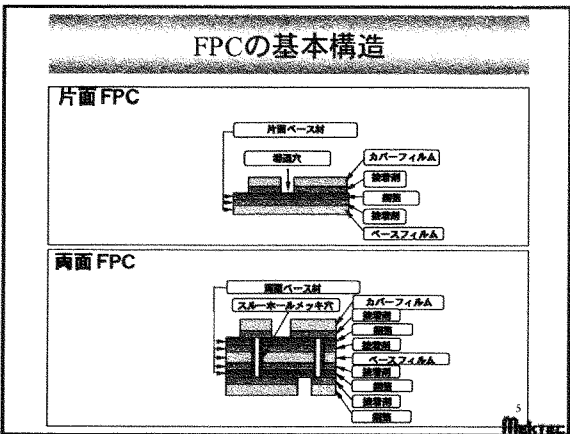 FPCの基本構造
片面 FPC
片面ベース材
導通穴
カバーフィルム
接着剤
銅箔
接着剤
ベースフィルム
両面 FPC
両面ベース材
スルーホールメッキ穴
カバーフィルム
接着剤
銅箔
接着剤
ベースフィルム
接着剤
銅箔
接着剤
銅箔
5
Mektec